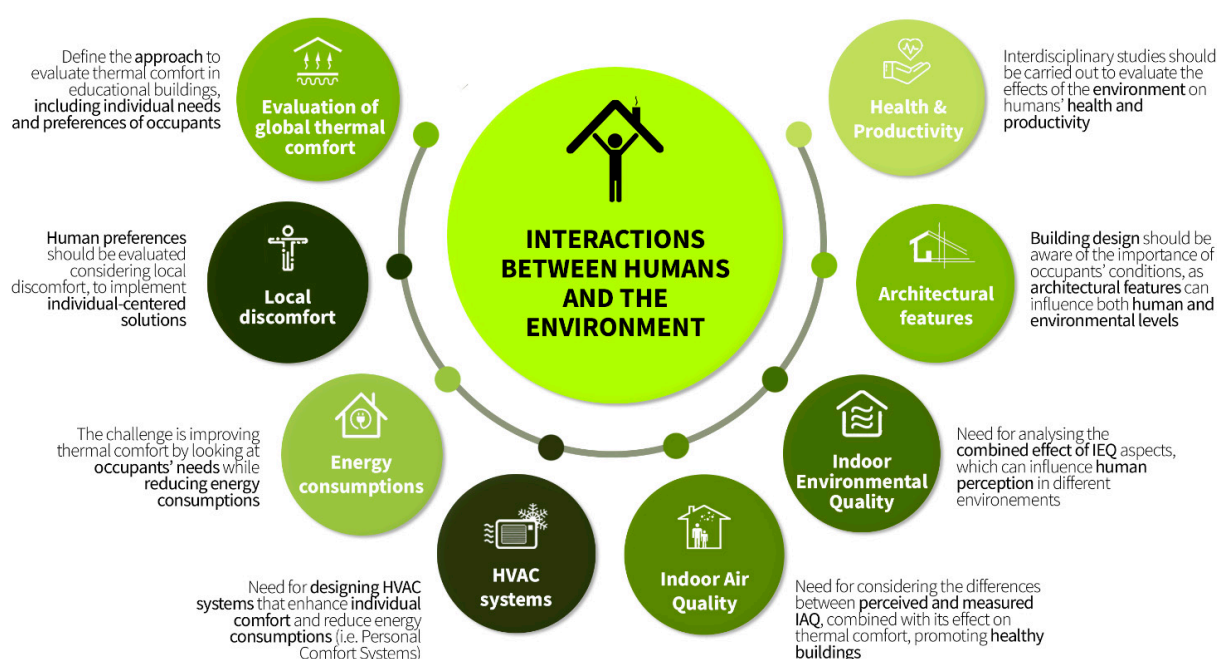 Define the approach to
evaluate thermal comfort in
educational buildings,
including individual needs
and preferences of occupants
Evaluation of
global thermal
comfort
Human preferences
should be evaluated
considering local
discomfort, to implement
individual-centered
solutions
Local
discomfort
The challenge is improving
thermal comfort by looking at
occupants' needs while
reducing energy
consumptions
Energy
consumptions
Need for designing HVAC
systems that enhance individual
comfort and reduce energy
consumptions (i.e. Personal
Comfort Systems)
HVAC
systems
INTERACTIONS
BETWEEN HUMANS
AND THE
ENVIRONMENT
Health &
Productivity
Interdisciplinary studies should
be carried out to evaluate the
effects of the environment on
humans' health and
productivity
Architectural
features
Building design should be
aware of the importance of
occupants' conditions, as
architectural features can
influence both human and
environmental levels
Indoor
Environmental
Quality
Need for analysing the
combined effect of IEQ aspects,
which can influence human
perception in different
environements
Indoor Air
Quality
Need for considering the differences
between perceived and measured
IAQ, combined with its effect on
thermal comfort, promoting healthy
buildings